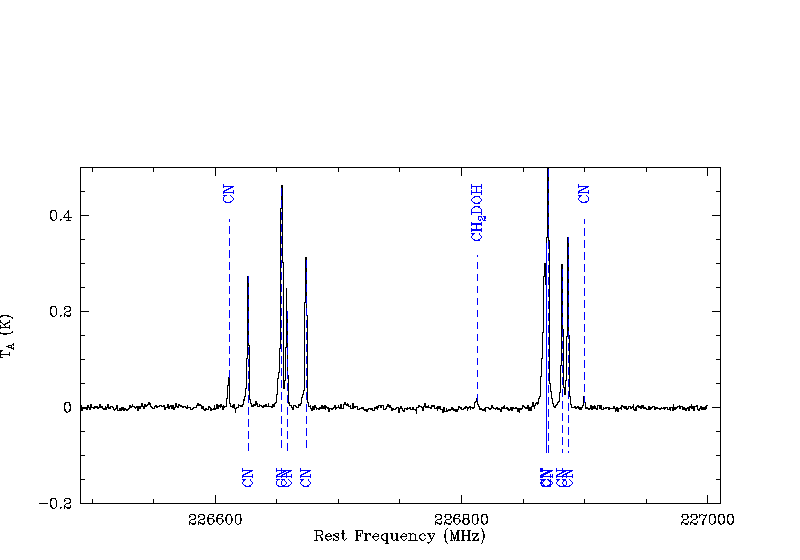 CN
CH₂DOH
CN
0.4
0.2
0
-0.2
T_A (K)
CN
CN
CN
CN
CN
CN
CN
CN
226600
226800
227000
Rest Frequency (MHz)